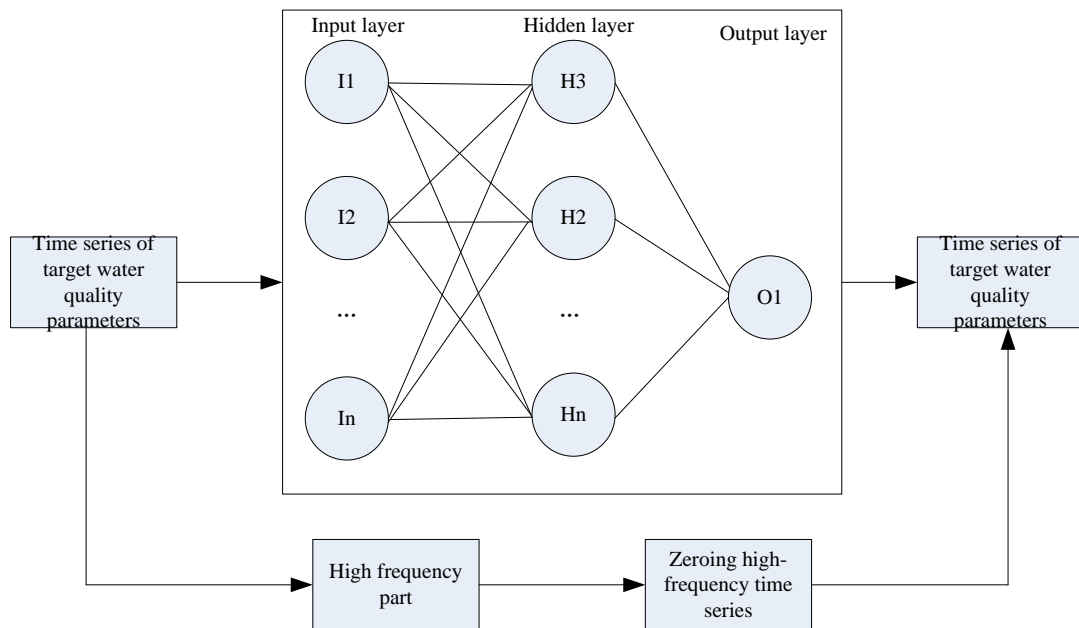 Input layer
Hidden layer
Output layer
I1
H3
I2
H2
Time series of
target water
quality
parameters
Time series of
target water
quality
parameters
O1
...
...
In
Hn
High frequency
part
Zeroing high-
frequency time
series